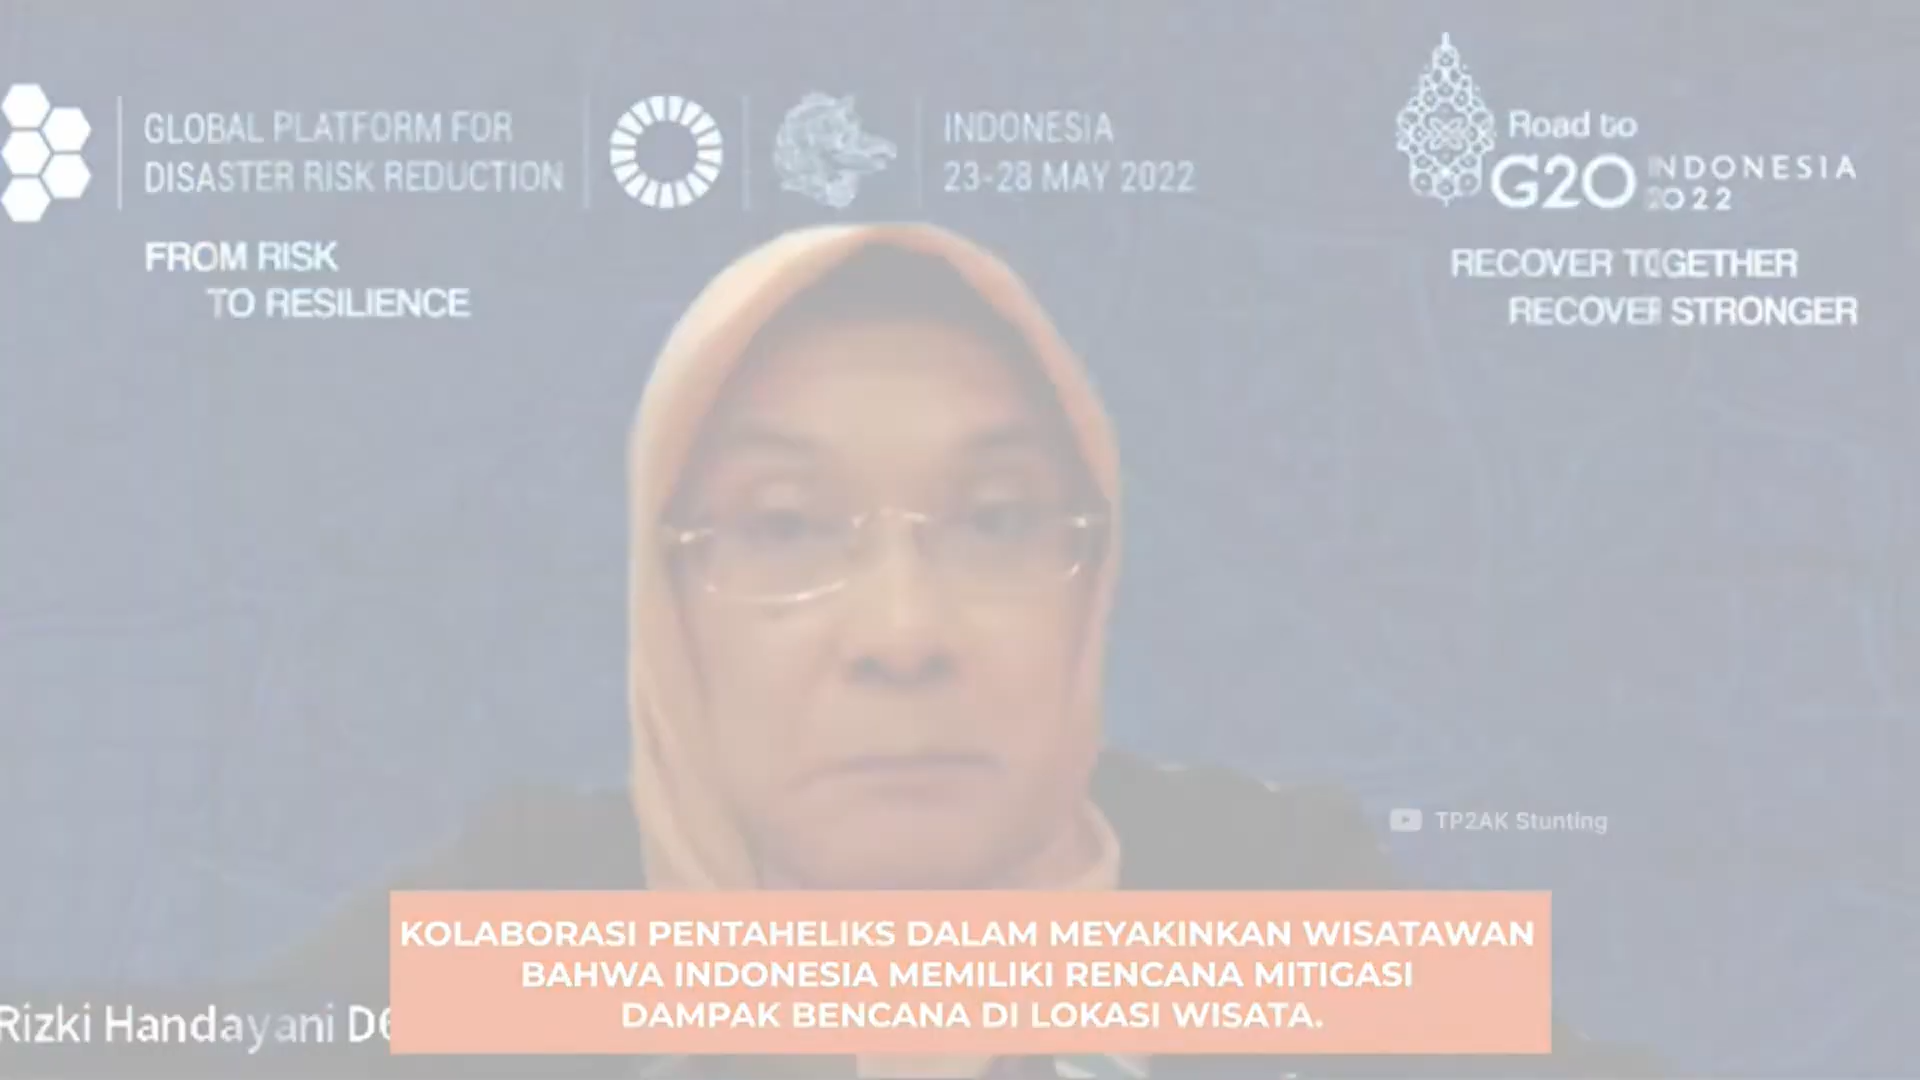 GLOBAL PLATFORM FOR
DISASTER RISK REDUCTION
FROM RISK
TO RESILIENCE
INDONESIA
23-28 MAY 2022
Road to
G20 INDONESIA
2022
RECOVER TOGETHER
RECOVER STRONGER
TP2AK Stunting
KOLABORASI PENTAHELIKS DALAM MEYAKINKAN WISATAWAN
BAHWA INDONESIA MEMILIKI RENCANA MITIGASI
DAMPAK BENCANA DI LOKASI WISATA.
Rizki Handayani